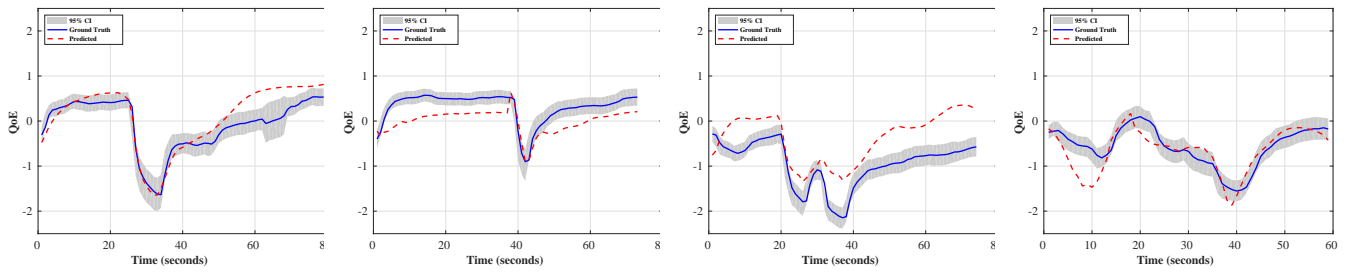 2
1
0
-1
-2
QoE
95% CI
Ground Truth
Predicted
0 20 40 60 8
Time (seconds)
2
1
0
-1
-2
QoE
95% CI
Ground Truth
Predicted
0 20 40 60 8
Time (seconds)
2
1
0
-1
-2
QoE
95% CI
Ground Truth
Predicted
0 20 40 60 8
Time (seconds)
2
1
0
-1
-2
QoE
95% CI
Ground Truth
Predicted
0 10 20 30 40 50 60
Time (seconds)